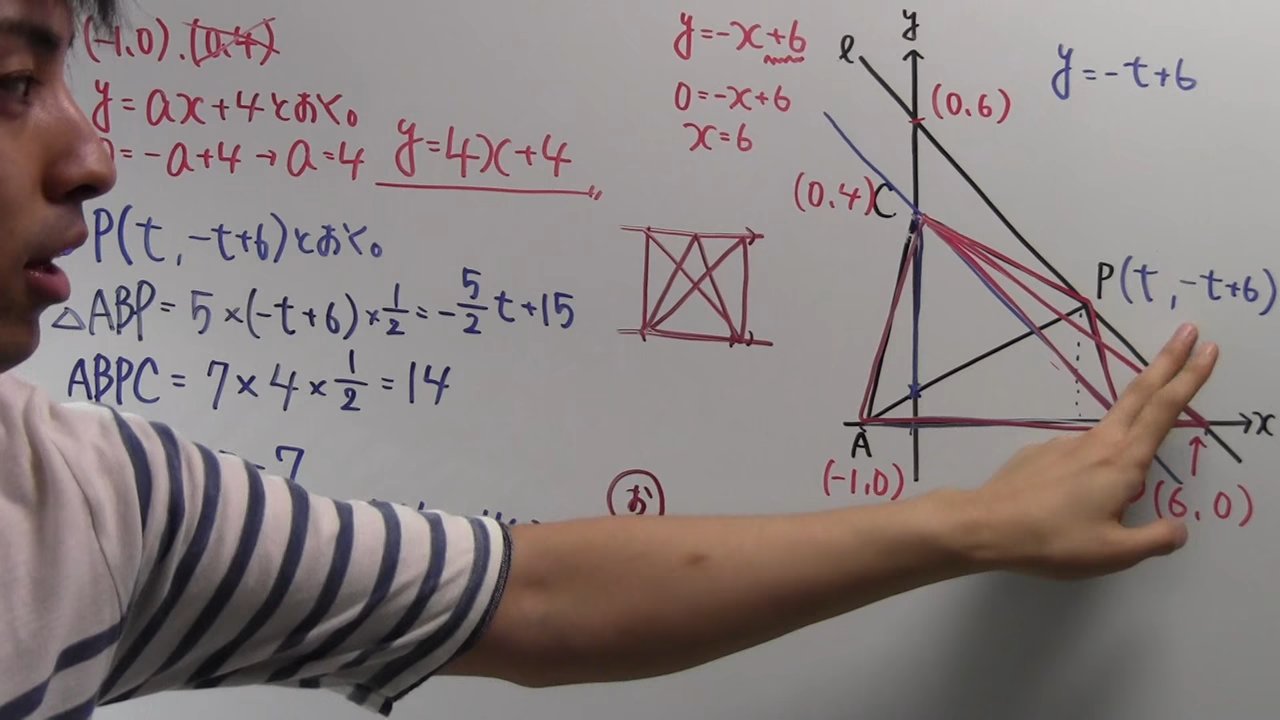 (-1.0).(0.4)
y=ax+4とおく。
=-a+4→a=4
y=4x+4
P(t,-t+6)とおく。
△ABP=5×(-t+6)×1/2=-5/2t+15
ABPC=7×4×1/2=14
7
お
y=-x+6
0=-x+6
x=6
y
ℓ
(0.6)
y=-t+6
(0.4)C
P(t,-t+6)
x
A
(-1,0)
(6,0)